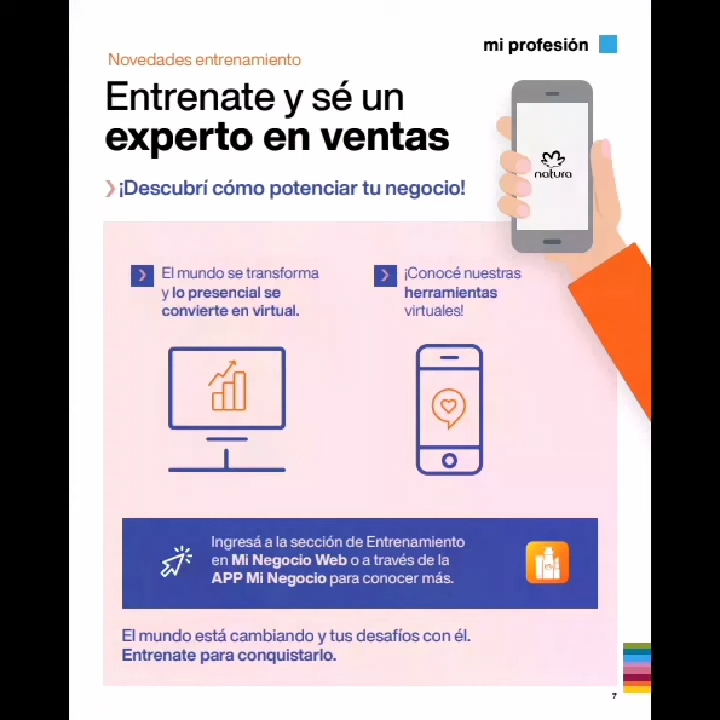 mi profesión
Novedades entrenamiento
Entrenate y sé un
experto en ventas
¡Descubrí cómo potenciar tu negocio!
natura
El mundo se transforma
y lo presencial se
convierte en virtual.
¡Conocé nuestras
herramientas
virtuales!
Ingresá a la sección de Entrenamiento
en Mi Negocio Web o a través de la
APP Mi Negocio para conocer más.
El mundo está cambiando y tus desafíos con él.
Entrenate para conquistarlo.
7